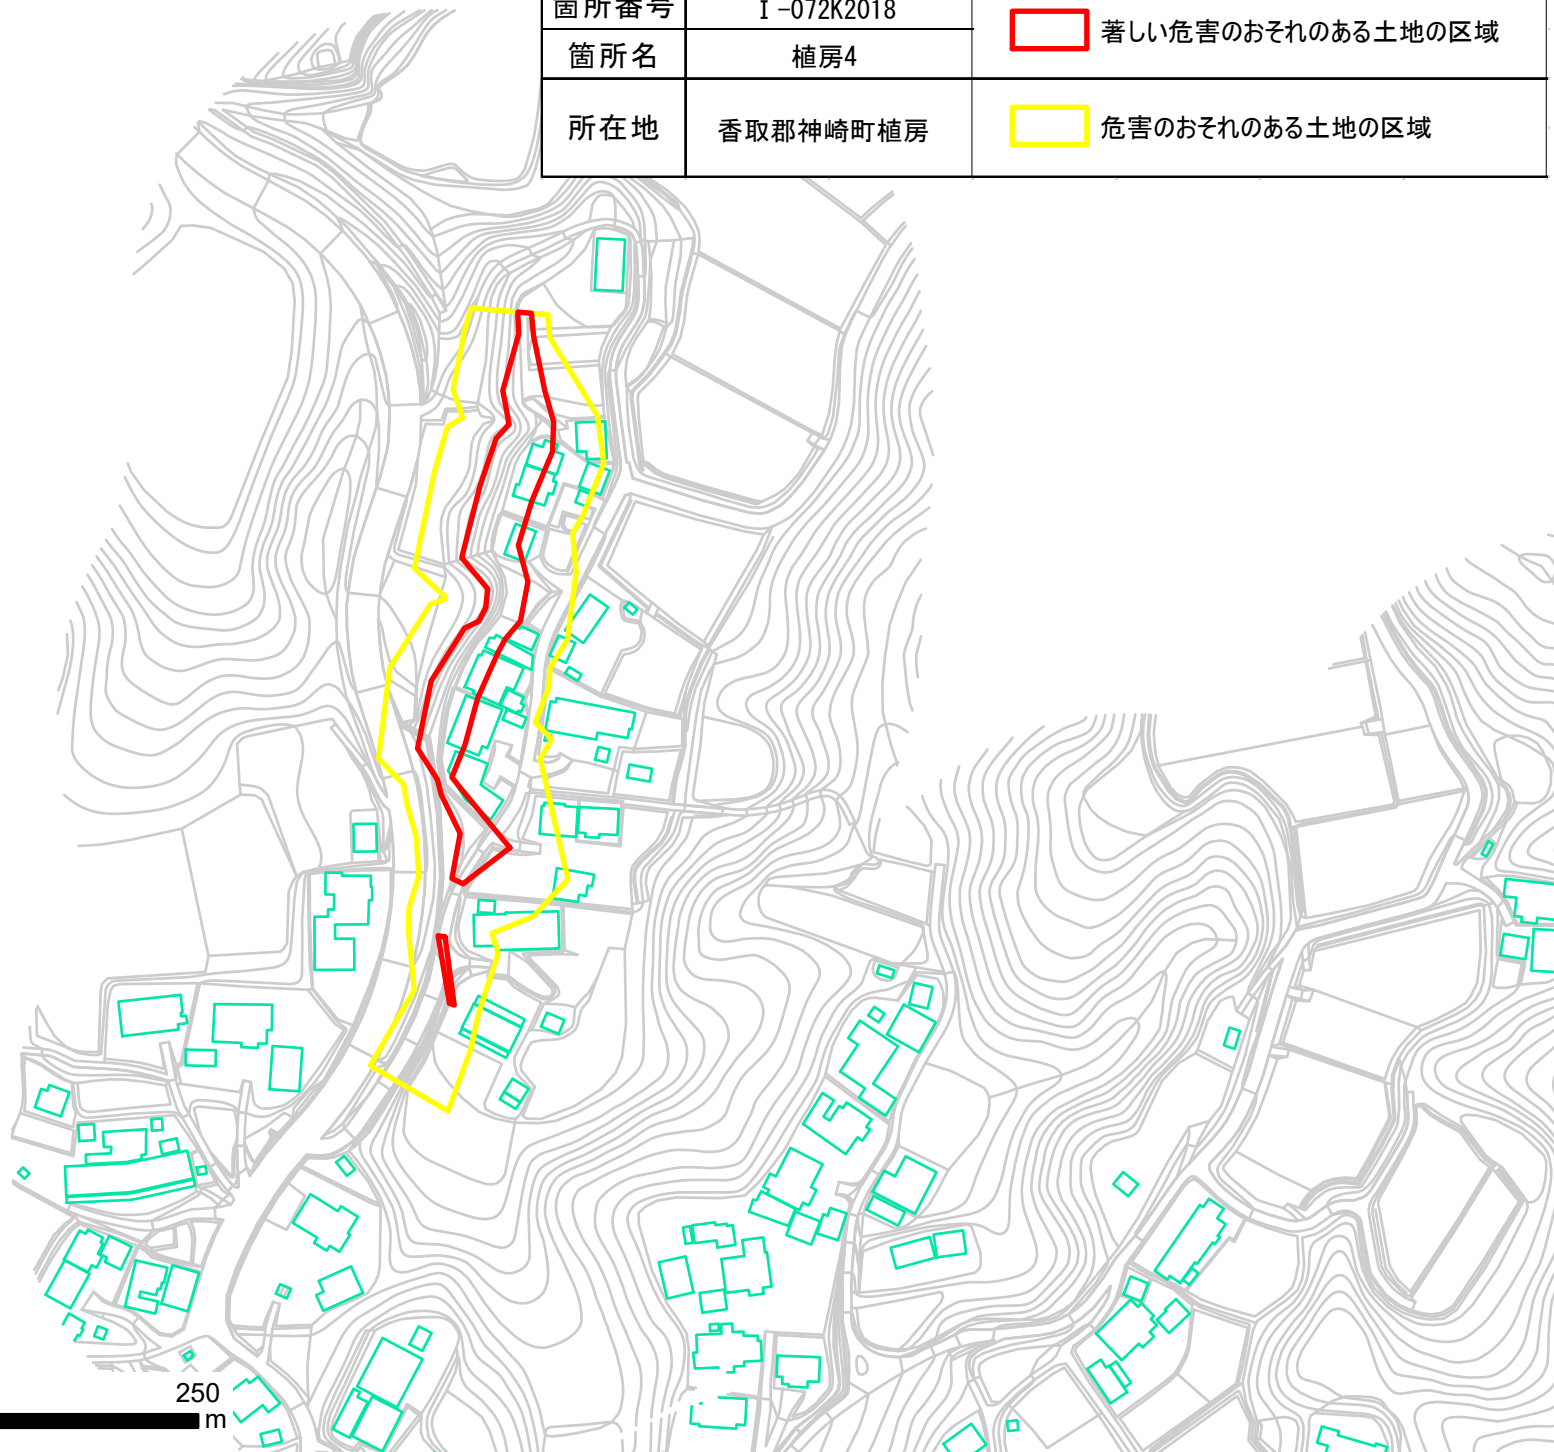 箇所番号 Ⅰ-072K2018
著しい危害のおそれのある土地の区域
箇所名 植房4
所在地 香取郡神崎町植房
危害のおそれのある土地の区域
250
m